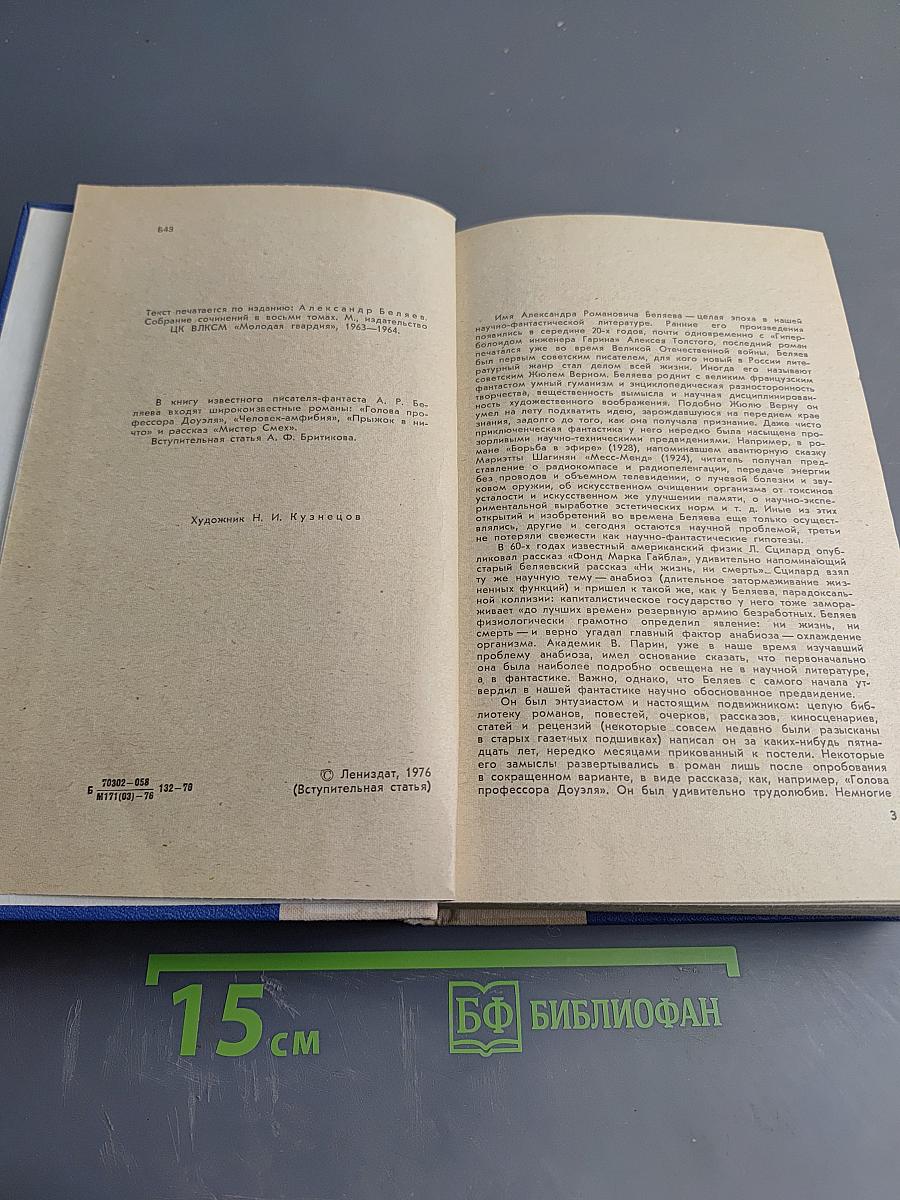 Б43
Текст печатается по изданию: Александр Беляев.
Собрание сочинений в восьми томах. М., издательство
ЦК ВЛКСМ «Молодая гвардия», 1963—1964.
В книгу известного писателя-фантаста А. Р. Бе-
ляева входят широкоизвестные романы: «Голова про-
фессора Доуэля», «Человек-амфибия», «Прыжок в ни-
что» и рассказ «Мистер Смех».
Вступительная статья А. Ф. Бритикова.
Художник Н. И. Кузнецов
Б 70302—058
М171(03)—76 132—76
© Лениздат, 1976
(Вступительная статья)
Имя Александра Романовича Беляева — целая эпоха в нашей
научно-фантастической литературе. Ранние его произведения
появились в середине 20-х годов, почти одновременно с «Гипер-
болоидом инженера Гарина» Алексея Толстого, последний роман
печатался уже во время Великой Отечественной войны. Беляев
был первым советским писателем, для кого новый в России лите-
ратурный жанр стал делом всей жизни. Иногда его называют
советским Жюлем Верном. Беляева роднит с великим французским
фантастом умный гуманизм и энциклопедическая разносторонность
творчества, вещественность вымысла и научная дисциплинирован-
ность художественного воображения. Подобно Жюлю Верну он
умел на лету подхватить идею, зарождавшуюся на переднем крае
знания, задолго до того, как она получала признание. Даже чисто
приключенческая фантастика у него нередко была насыщена про-
зорливыми научно-техническими предвидениями. Например, в ро-
мане «Борьба в эфире» (1928), напоминавшем авантюрную сказку
Мариэтты Шагинян «Месс-Менд» (1924), читатель получал пред-
ставление о радиокомпасе и радиопеленгации, передаче энергии
без проводов и объемном телевидении, о лучевой болезни и зву-
ковом оружии, об искусственном очищении организма от токсинов
усталости и искусственном же улучшении памяти, о научно-экспе-
риментальной выработке эстетических норм и т. д. Иные из этих
открытий и изобретений во времена Беляева еще только осущест-
влялись, другие и сегодня остаются научной проблемой, третьи
не потеряли свежести как научно-фантастические гипотезы.
В 60-х годах известный американский физик Л. Сциллард опуб-
ликовал рассказ «Фонд Марка Гайбла», удивительно напоминающий
старый беляевский рассказ «Ни жизнь, ни смерть». Сциллард взял
ту же научную тему — анабиоз (длительное затормаживание жиз-
ненных функций) и пришел к такой же, как у Беляева, парадоксаль-
ной коллизии: капиталистическое государство у него тоже замора-
живает «до лучших времен» резервную армию безработных. Беляев
физиологически грамотно определил явление: ни жизнь, ни
смерть — и верно угадал главный фактор анабиоза — охлаждение
организма. Академик В. Парин, уже в наше время изучавший
проблему анабиоза, имел основание сказать, что первоначально
она была наиболее подробно освещена не в научной литературе,
а в фантастике. Важно, однако, что Беляев с самого начала ут-
вердил в нашей фантастике научно обоснованное предвидение.
Он был энтузиастом и настоящим подвижником: целую биб-
лиотеку романов, повестей, очерков, рассказов, киносценариев,
статей и рецензий (некоторые совсем недавно были разысканы
в старых газетных подшивках) написал он за каких-нибудь пятна-
дцать лет, нередко месяцами прикованный к постели. Некоторые
его замыслы развертывались в роман лишь после опробования
в сокращенном варианте, в виде рассказа, как, например, «Голова
профессора Доуэля». Он был удивительно трудолюбив. Немногие
3
15 см
БФ БИБЛИОФАН